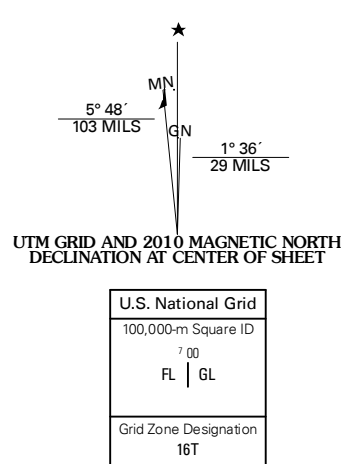 ★
MN
5° 48´
103 MILS
GN
1° 36´
29 MILS
UTM GRID AND 2010 MAGNETIC NORTH
DECLINATION AT CENTER OF SHEET
U.S. National Grid
100,000-m Square ID
7 00
FL | GL
Grid Zone Designation
16T